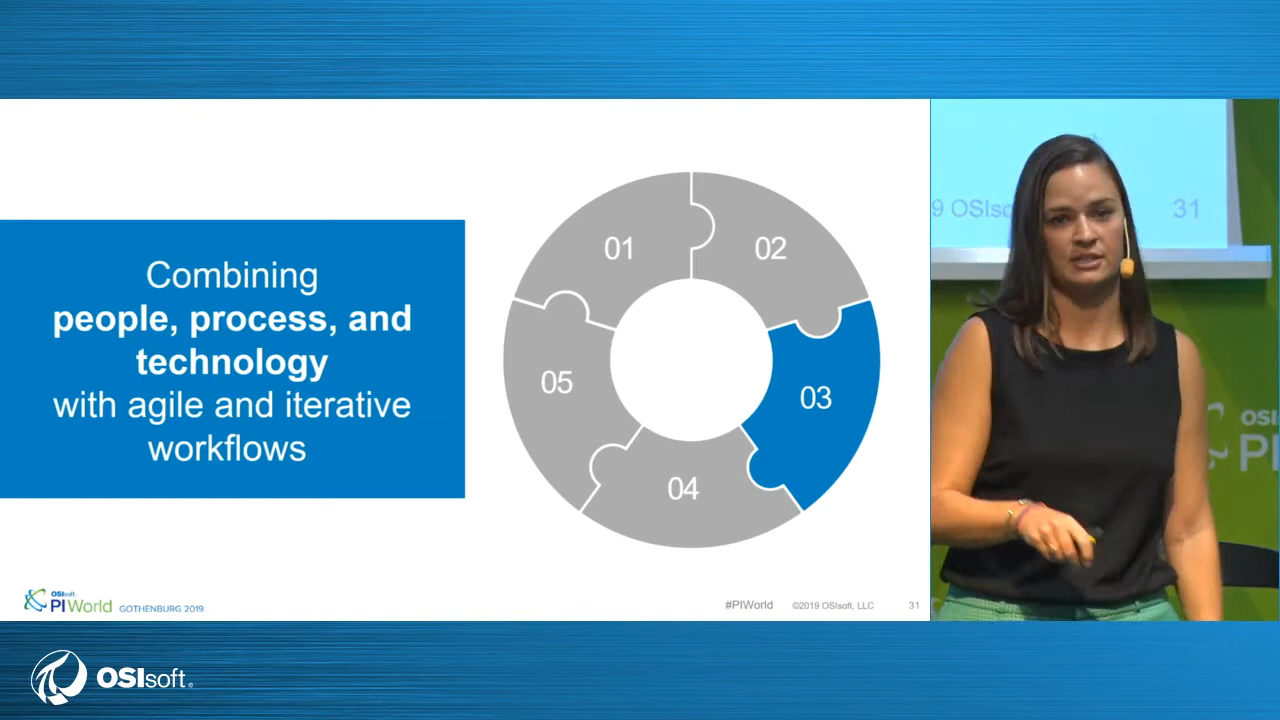 Combining
people, process, and
technology
with agile and iterative
workflows
01
02
03
04
05
OSIsoft.
PI World GOTHENBURG 2019
#PIWorld ©2019 OSIsoft, LLC 31
9 OSIso 31
OSI
PI
OSIsoft®